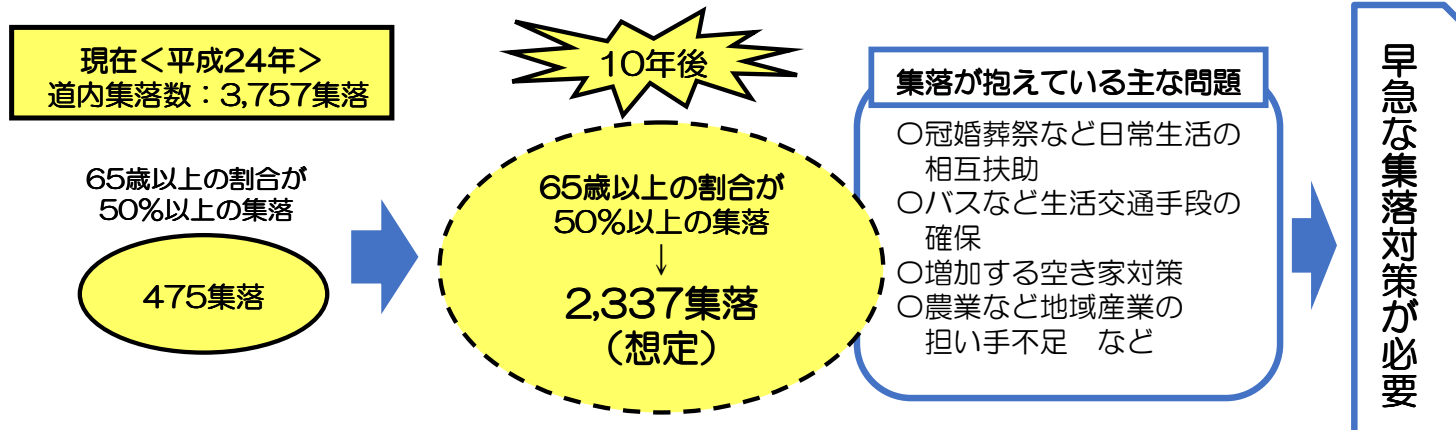 現在<平成24年>
道内集落数:3,757集落
65歳以上の割合が
50%以上の集落
475集落
10年後
65歳以上の割合が
50%以上の集落
↓
2,337集落
(想定)
集落が抱えている主な問題
○冠婚葬祭など日常生活の
相互扶助
○バスなど生活交通手段の
確保
○増加する空き家対策
○農業など地域産業の
担い手不足 など
早急な集落対策が必要